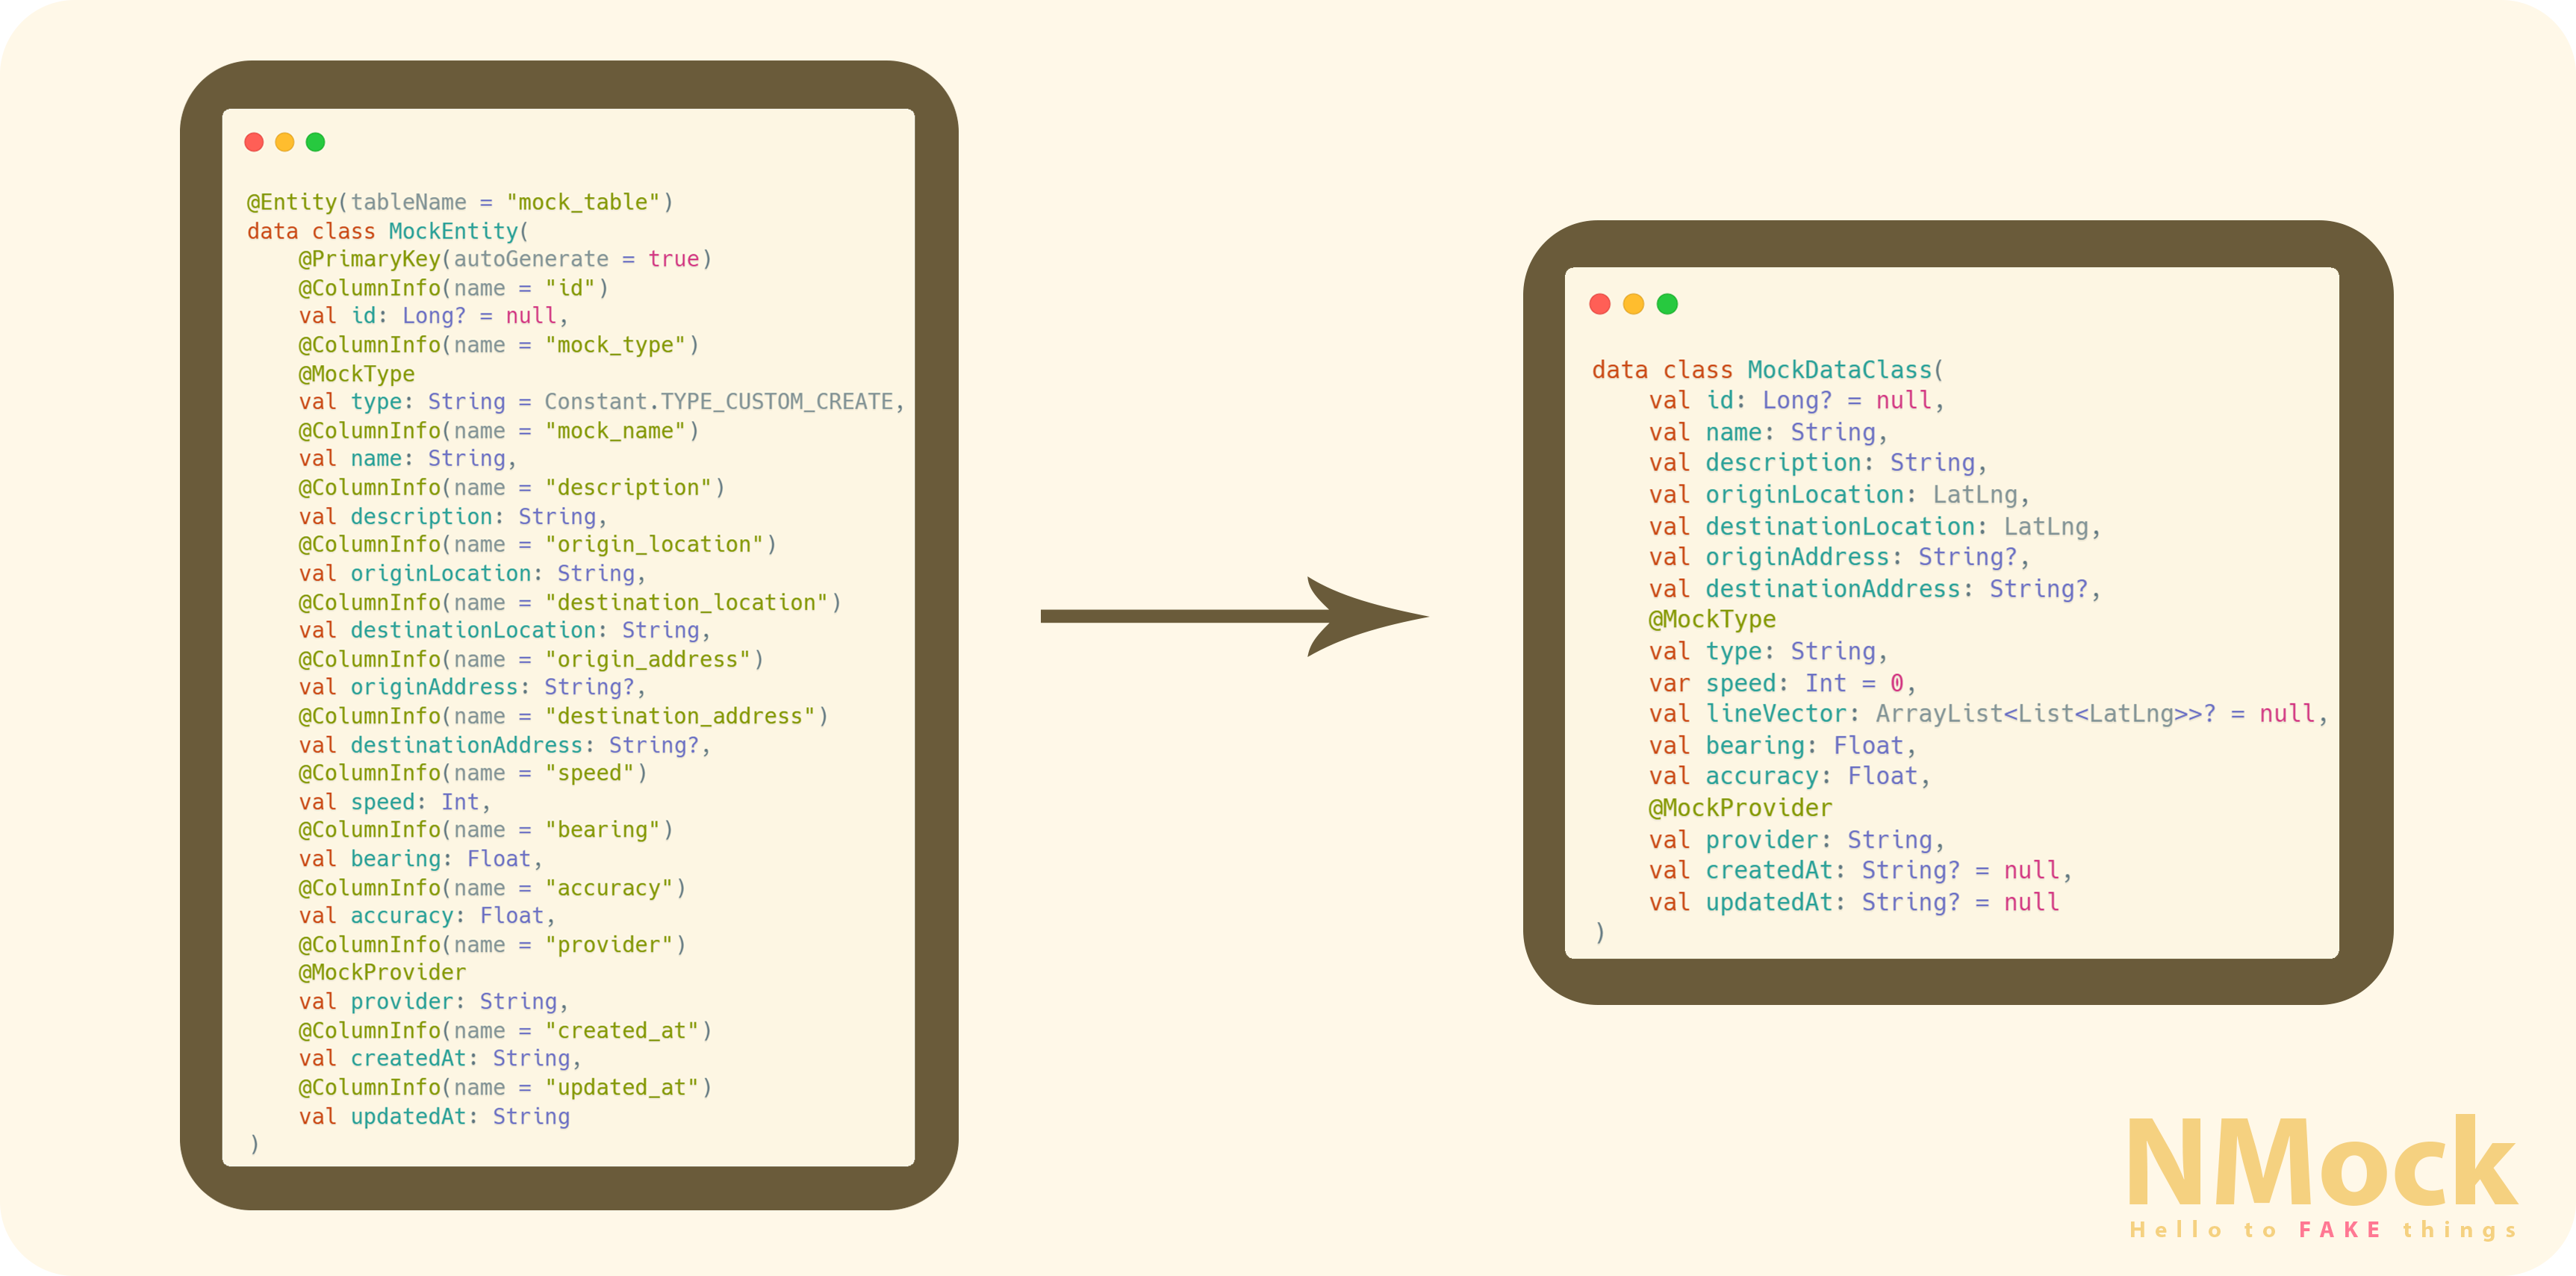 @Entity(tableName = "mock_table")
data class MockEntity(
    @PrimaryKey(autoGenerate = true)
    @ColumnInfo(name = "id")
    val id: Long? = null,
    @ColumnInfo(name = "mock_type")
    @MockType
    val type: String = Constant.TYPE_CUSTOM_CREATE,
    @ColumnInfo(name = "mock_name")
    val name: String,
    @ColumnInfo(name = "description")
    val description: String,
    @ColumnInfo(name = "origin_location")
    val originLocation: String,
    @ColumnInfo(name = "destination_location")
    val destinationLocation: String,
    @ColumnInfo(name = "origin_address")
    val originAddress: String?,
    @ColumnInfo(name = "destination_address")
    val destinationAddress: String?,
    @ColumnInfo(name = "speed")
    val speed: Int,
    @ColumnInfo(name = "bearing")
    val bearing: Float,
    @ColumnInfo(name = "accuracy")
    val accuracy: Float,
    @ColumnInfo(name = "provider")
    @MockProvider
    val provider: String,
    @ColumnInfo(name = "created_at")
    val createdAt: String,
    @ColumnInfo(name = "updated_at")
    val updatedAt: String
)
data class MockDataClass(
    val id: Long? = null,
    val name: String,
    val description: String,
    val originLocation: LatLng,
    val destinationLocation: LatLng,
    val originAddress: String?,
    val destinationAddress: String?,
    @MockType
    val type: String,
    var speed: Int = 0,
    val lineVector: ArrayList<List<LatLng>>? = null,
    val bearing: Float,
    val accuracy: Float,
    @MockProvider
    val provider: String,
    val createdAt: String? = null,
    val updatedAt: String? = null
)
NMock
Hello to FAKE things